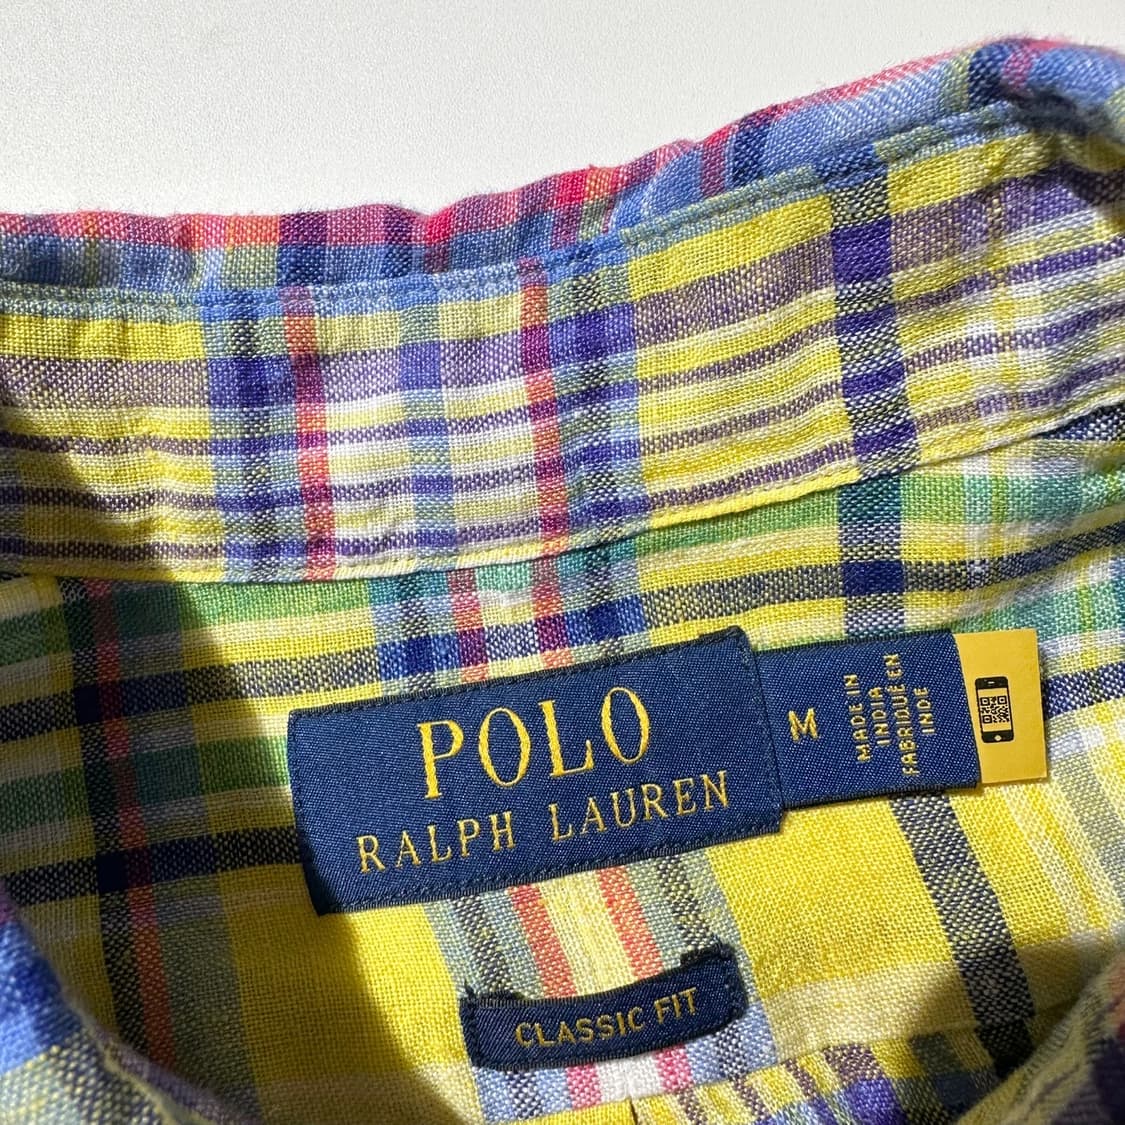 POLO
RALPH LAUREN
M
MADE IN
INDIA
FABRIQUÉ EN
INDE
CLASSIC FIT